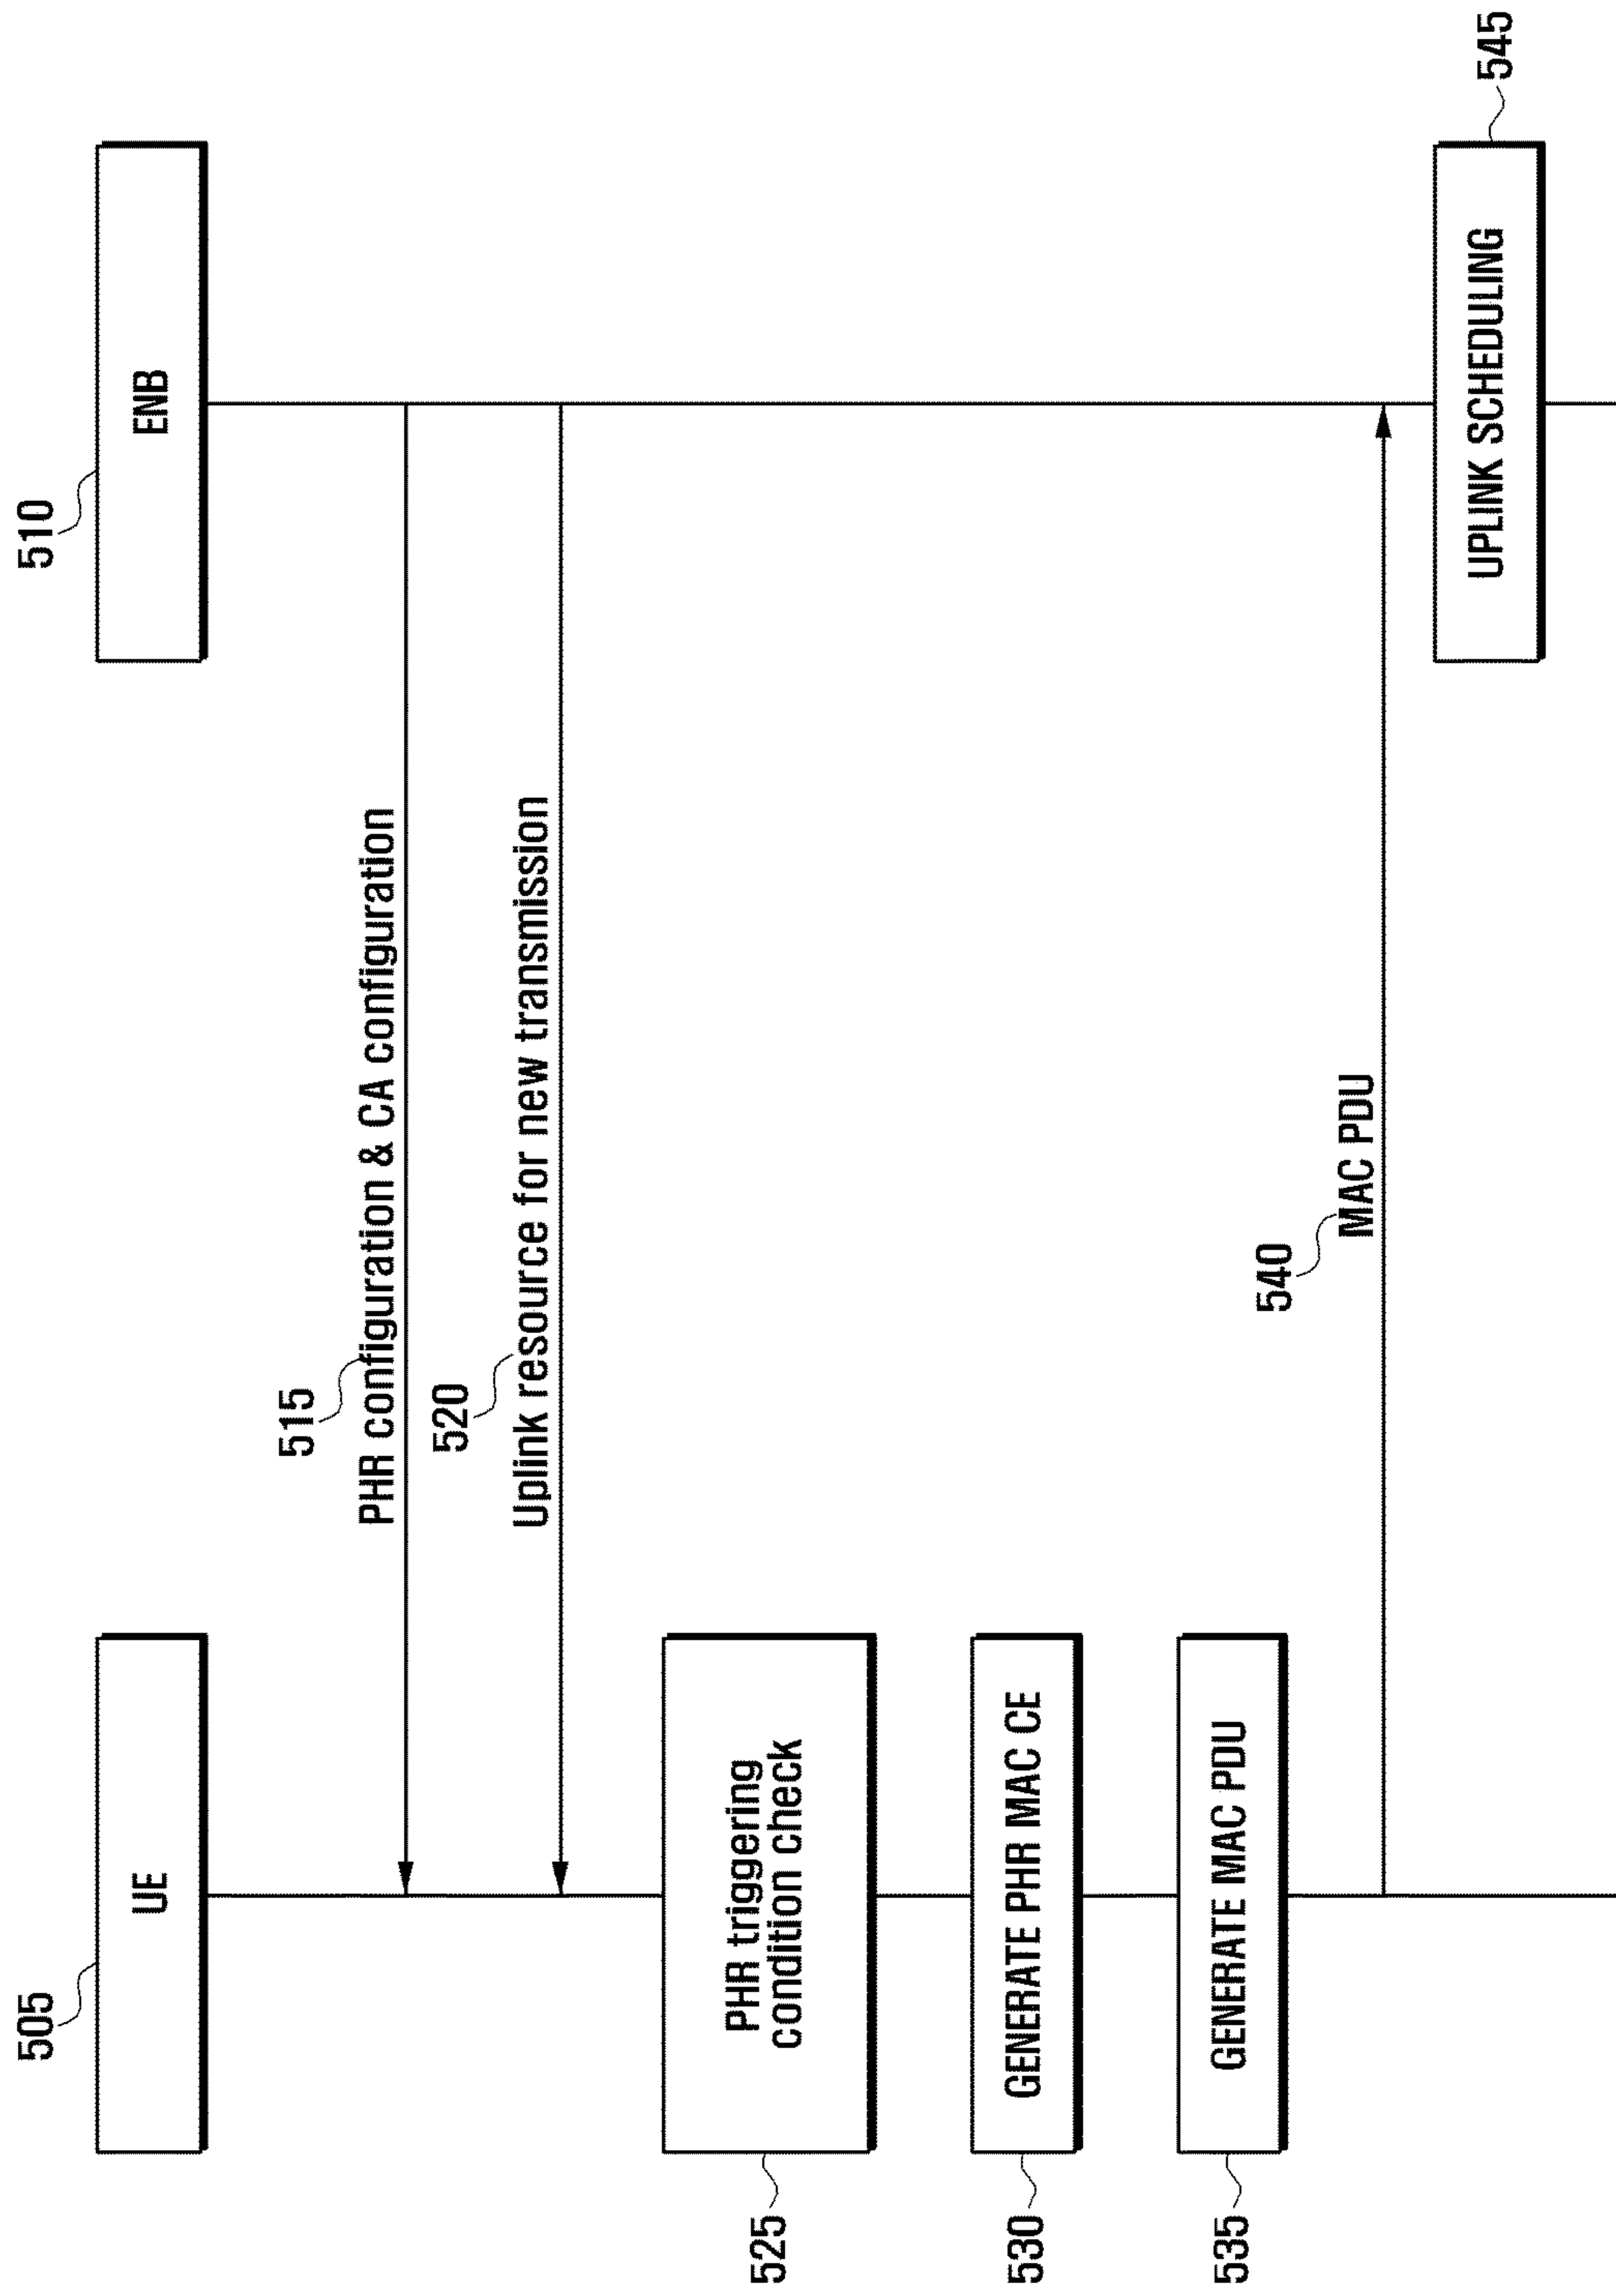 505
UE
510
ENB
515
PHR configuration & CA configuration
520
Uplink resource for new transmission
525
PHR triggering
condition check
530
GENERATE PHR MAC CE
535
GENERATE MAC PDU
540
MAC PDU
545
UPLINK SCHEDULING